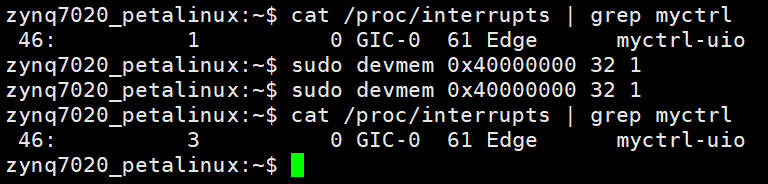 zynq7020_petalinux:~$ cat /proc/interrupts | grep myctrl
 46:          1          0 GIC-0  61 Edge      myctrl-uio
zynq7020_petalinux:~$ sudo devmem 0x40000000 32 1
zynq7020_petalinux:~$ sudo devmem 0x40000000 32 1
zynq7020_petalinux:~$ cat /proc/interrupts | grep myctrl
 46:          3          0 GIC-0  61 Edge      myctrl-uio
zynq7020_petalinux:~$